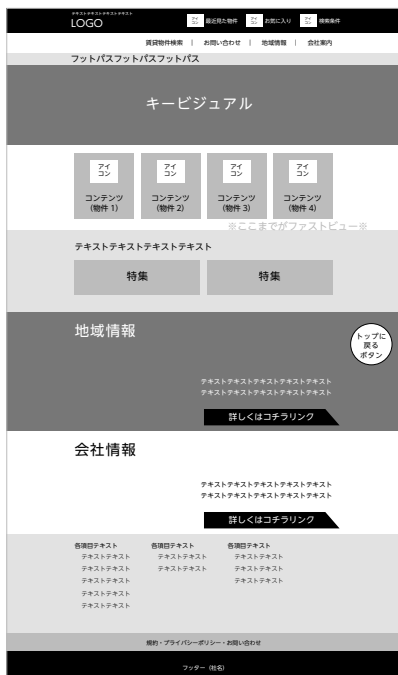 テキストテキストテキストテキスト
LOGO
アイコン 最近見た物件 アイコン お気に入り アイコン 検索条件
賃貸物件検索 | お問い合わせ | 地域情報 | 会社案内
フットパスフットパスフットパス
キービジュアル
アイコン アイコン アイコン アイコン
コンテンツ コンテンツ コンテンツ コンテンツ
(物件 1) (物件 2) (物件 3) (物件 4)
※ここまでがファストビュー※
テキストテキストテキストテキスト
特集 特集
地域情報
トップに
戻る
ボタン
テキストテキストテキストテキストテキスト
テキストテキストテキストテキストテキスト
詳しくはコチラリンク
会社情報
テキストテキストテキストテキストテキスト
テキストテキストテキストテキストテキスト
詳しくはコチラリンク
各項目テキスト 各項目テキスト 各項目テキスト
テキストテキスト テキストテキスト テキストテキスト
テキストテキスト テキストテキスト テキストテキスト
テキストテキスト テキストテキスト
テキストテキスト
テキストテキスト
規約・プライバシーポリシー・お問い合わせ
フッター（社名）